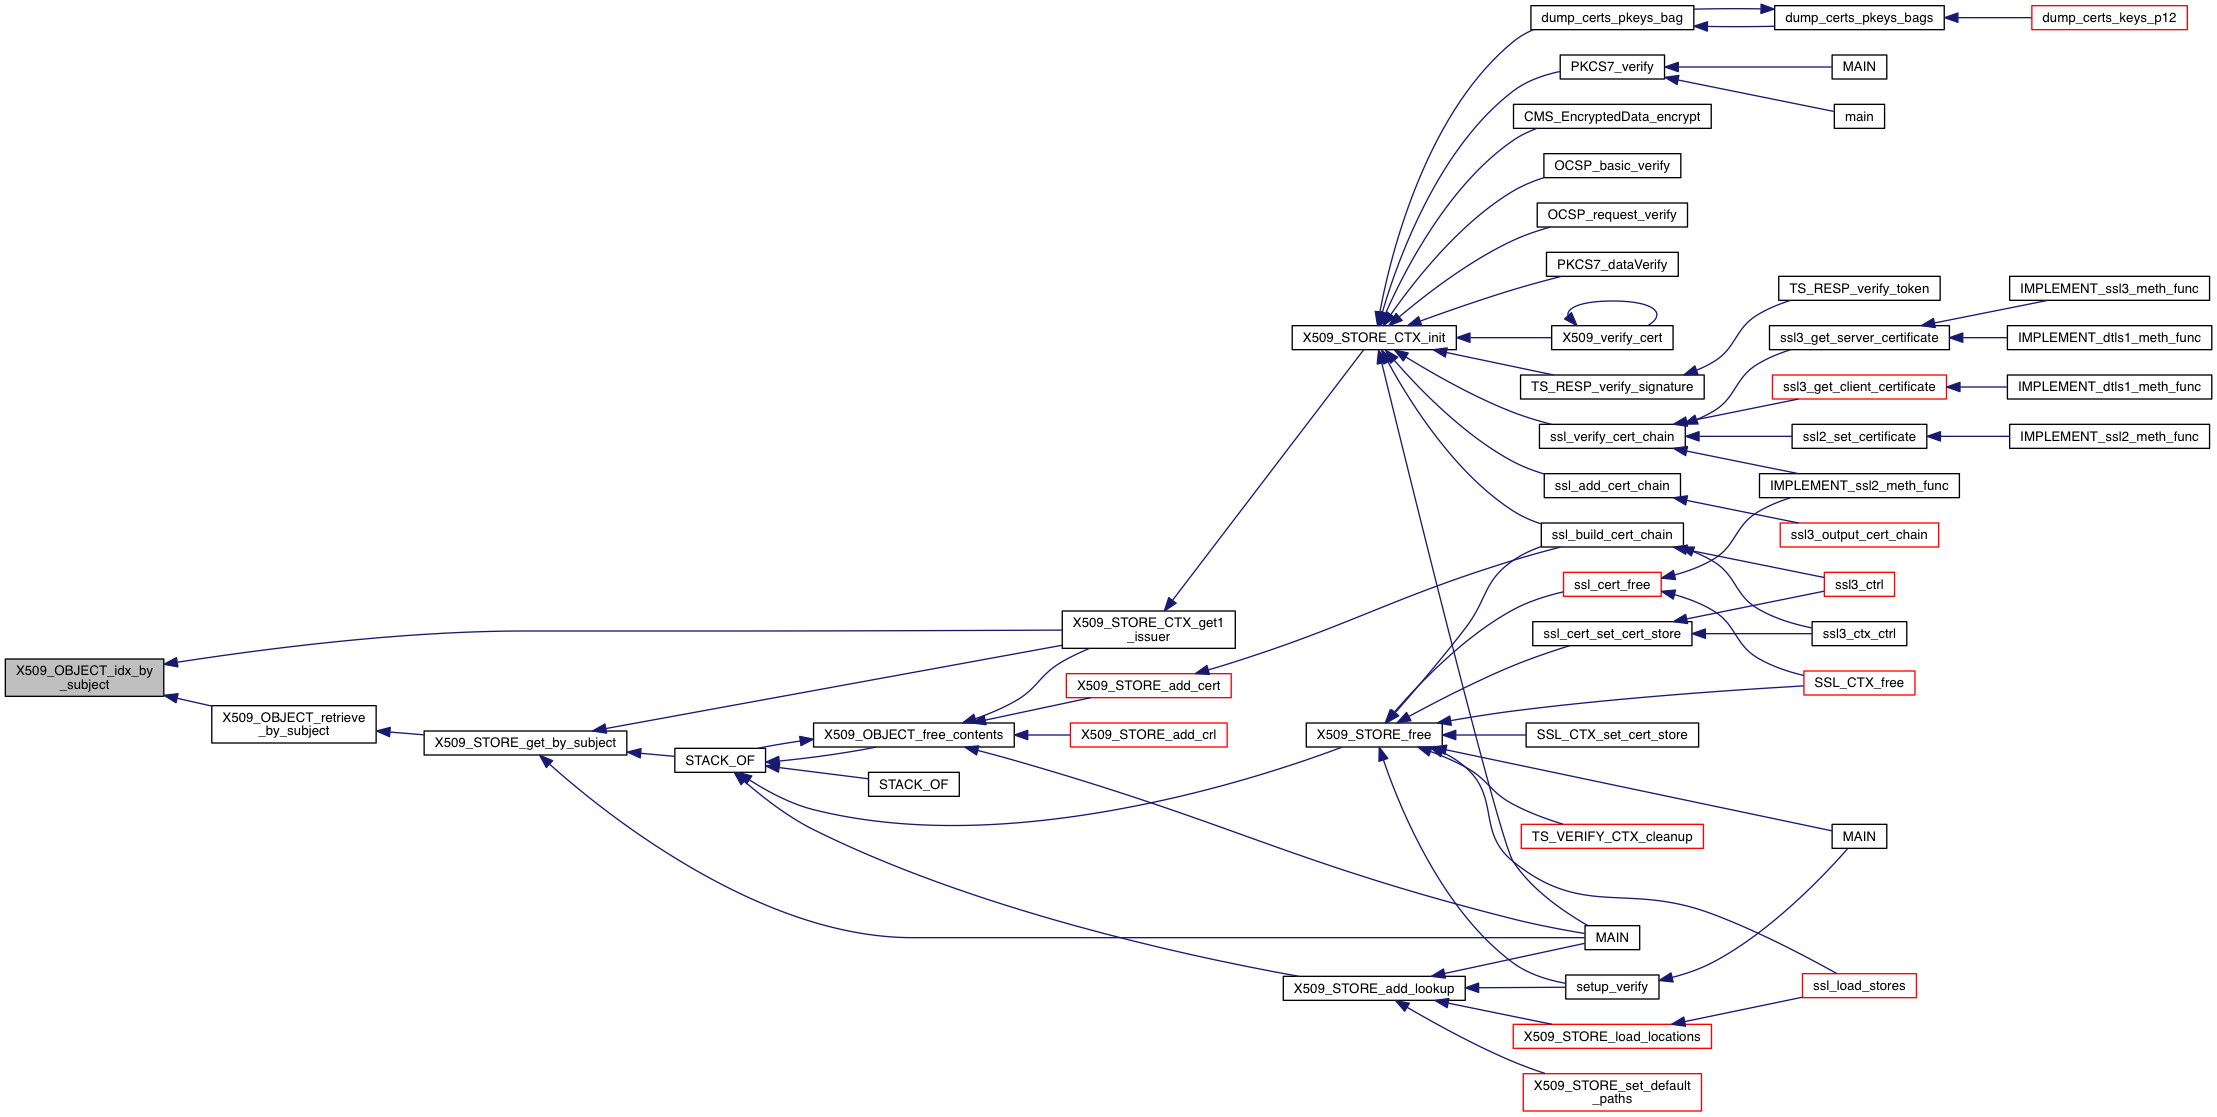 dump_certs_pkeys_bag
dump_certs_pkeys_bags
dump_certs_keys_p12
PKCS7_verify
MAIN
main
CMS_EncryptedData_encrypt
OCSP_basic_verify
OCSP_request_verify
PKCS7_dataVerify
TS_RESP_verify_token
IMPLEMENT_ssl3_meth_func
X509_STORE_CTX_init
X509_verify_cert
ssl3_get_server_certificate
IMPLEMENT_dtls1_meth_func
TS_RESP_verify_signature
ssl3_get_client_certificate
IMPLEMENT_dtls1_meth_func
ssl_verify_cert_chain
ssl2_set_certificate
IMPLEMENT_ssl2_meth_func
ssl_add_cert_chain
IMPLEMENT_ssl2_meth_func
ssl_build_cert_chain
ssl3_output_cert_chain
ssl_cert_free
ssl3_ctrl
X509_STORE_CTX_get1
_issuer
ssl_cert_set_cert_store
ssl3_ctx_ctrl
X509_OBJECT_idx_by
_subject
X509_STORE_add_cert
SSL_CTX_free
X509_OBJECT_retrieve
_by_subject
X509_STORE_get_by_subject
X509_OBJECT_free_contents
X509_STORE_add_crl
X509_STORE_free
SSL_CTX_set_cert_store
STACK_OF
STACK_OF
TS_VERIFY_CTX_cleanup
MAIN
MAIN
X509_STORE_add_lookup
setup_verify
ssl_load_stores
X509_STORE_load_locations
X509_STORE_set_default
_paths